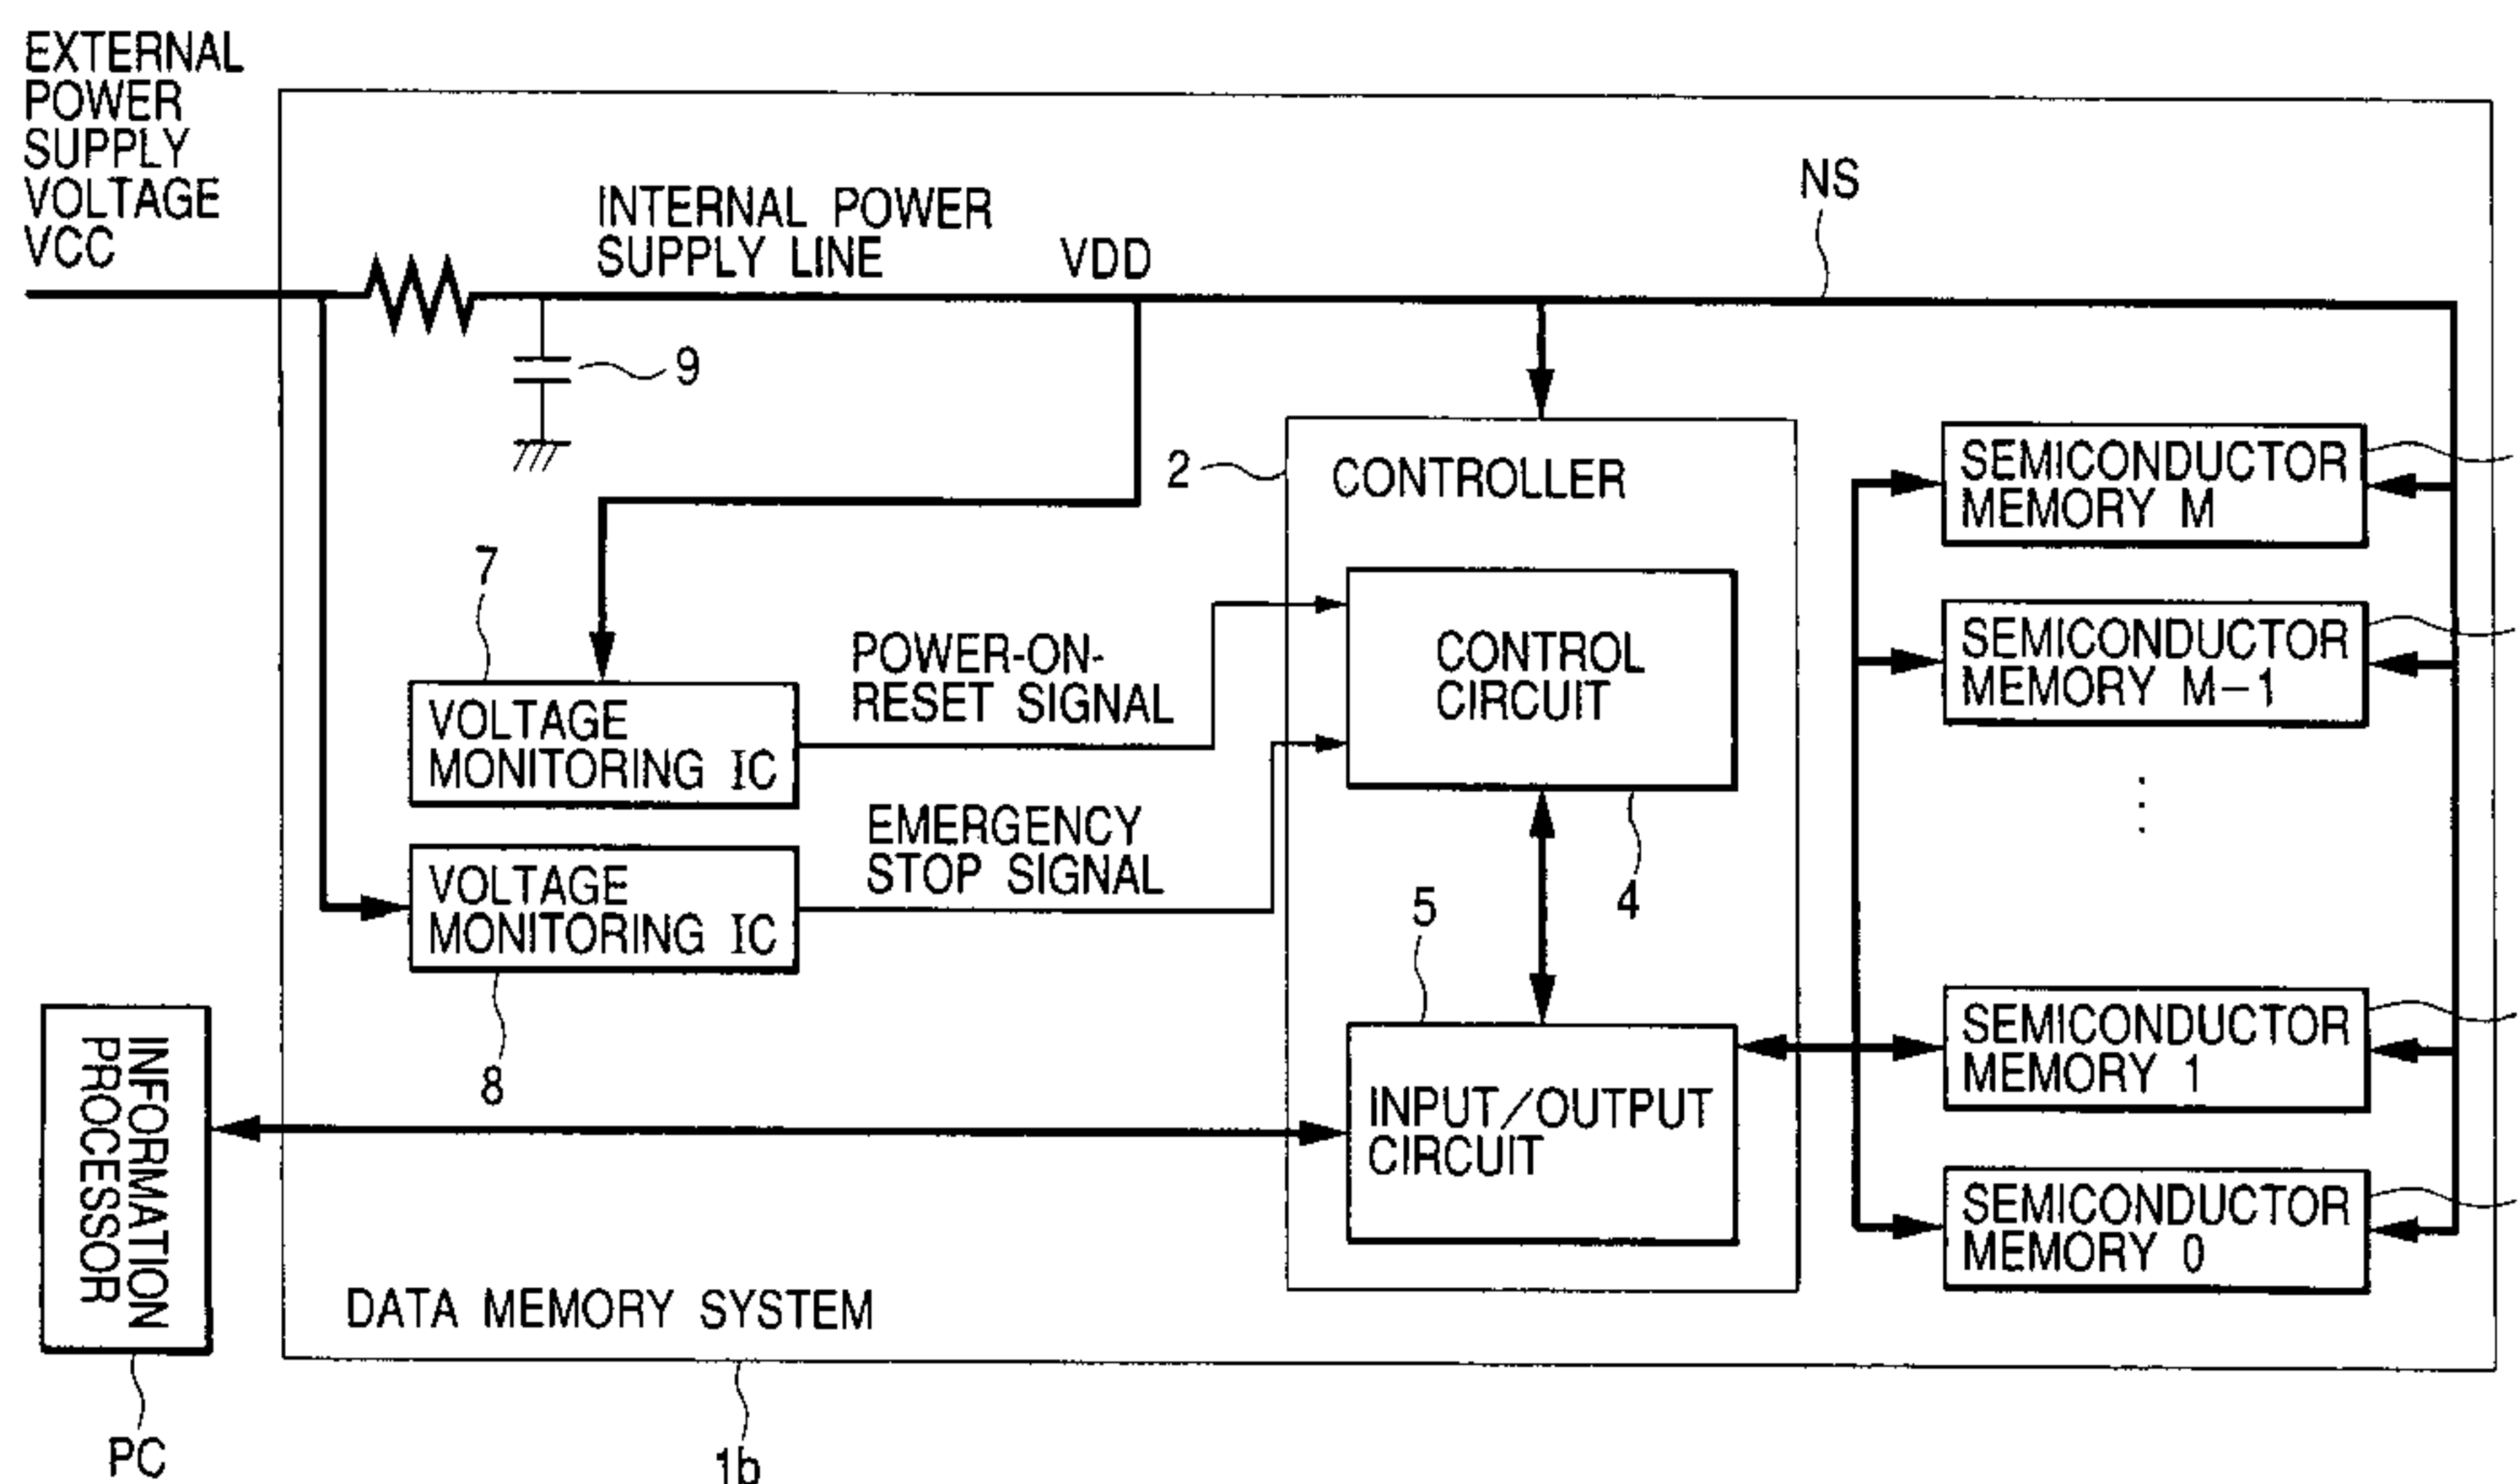 EXTERNAL
POWER
SUPPLY
VOLTAGE
VCC
INTERNAL POWER
SUPPLY LINE
VDD
NS
9
2
CONTROLLER
SEMICONDUCTOR
MEMORY M
7
POWER-ON-
RESET SIGNAL
CONTROL
CIRCUIT
SEMICONDUCTOR
MEMORY M-1
VOLTAGE
MONITORING IC
EMERGENCY
STOP SIGNAL
VOLTAGE
MONITORING IC
4
5
8
INFORMATION
PROCESSOR
INPUT/OUTPUT
CIRCUIT
SEMICONDUCTOR
MEMORY 1
SEMICONDUCTOR
MEMORY 0
DATA MEMORY SYSTEM
PC
1b